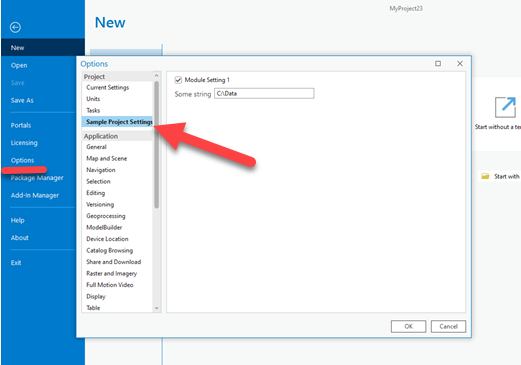 MyProject23
New
New
Open
Save
Save As
Portals
Licensing
Options
Package Manager
Add-In Manager
Help
About
Exit
Options
Project
Current Settings
Units
Tasks
Sample Project Settings
Application
General
Map and Scene
Navigation
Selection
Editing
Versioning
Geoprocessing
ModelBuilder
Device Location
Catalog Browsing
Share and Download
Raster and Imagery
Full Motion Video
Display
Table
Module Setting 1
Some string
C:\Data
OK
Cancel
Start without a te
Start with